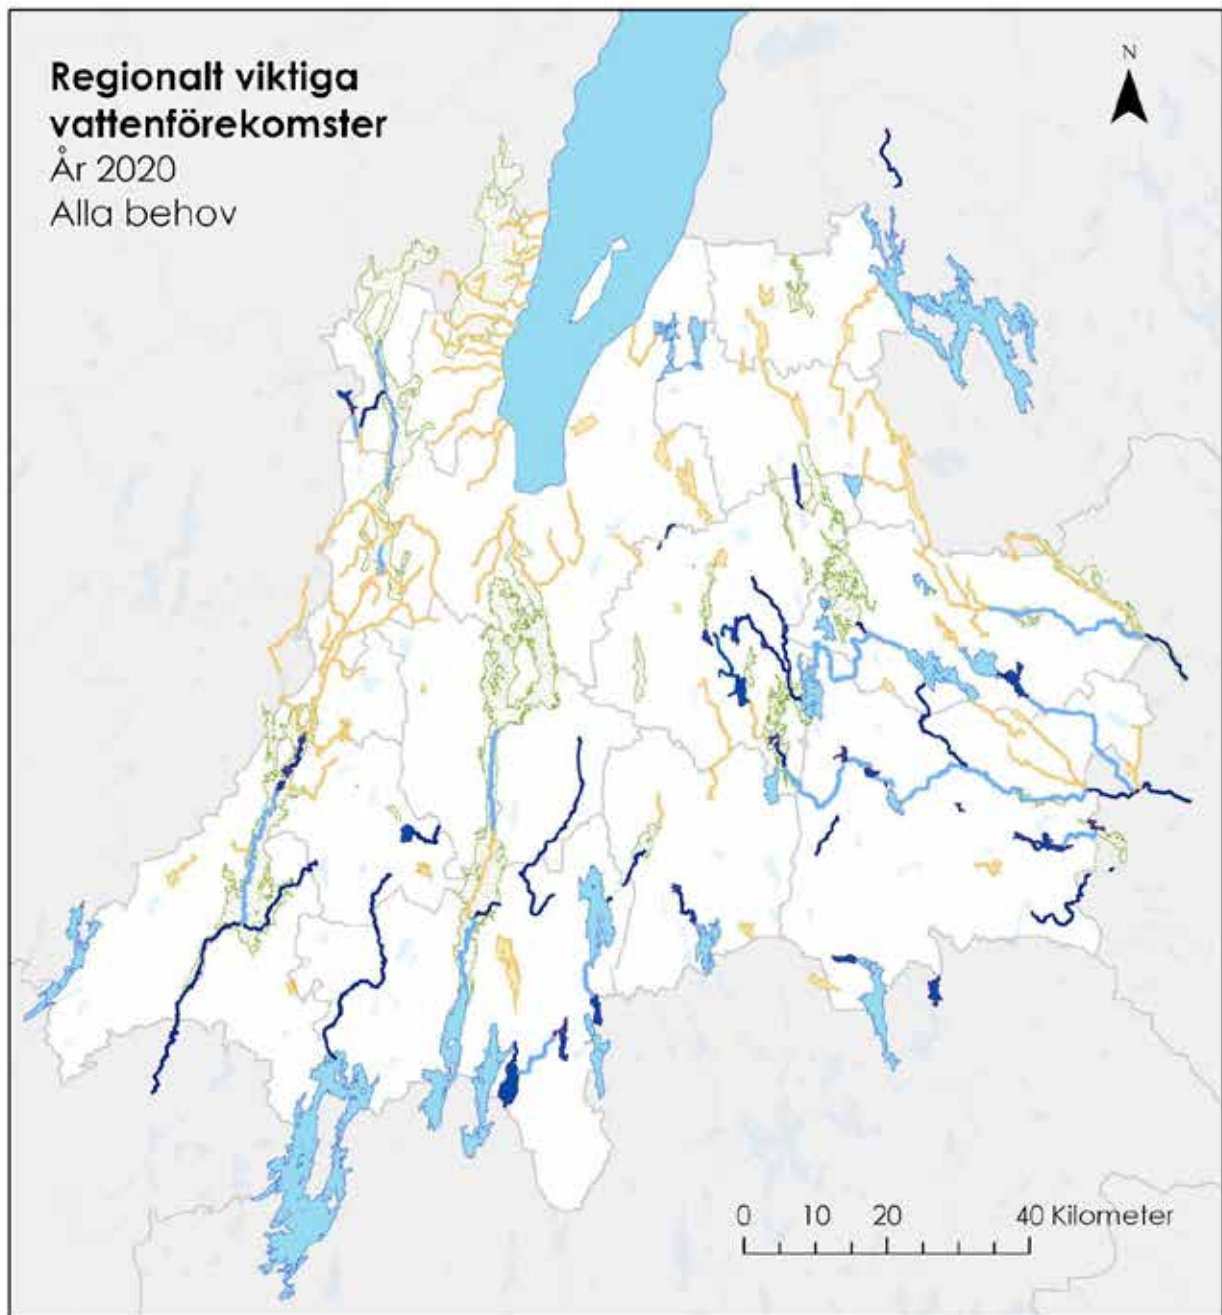 Regionalt viktiga
vattenförekomster
År 2020
Alla behov
N
0 10 20 40 Kilometer